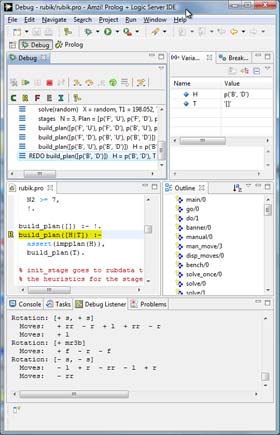 Debug - rubik/rubik.pro - Amzi! Prolog + Logic Server IDE
File Edit Navigate Search Project Run Window Help
Debug Prolog
Debug
C R F E U
solve(random) X = random, T1 = 198.052,
stages N = 3, Plan = [p('F', 'U'), p('F', 'D'),
build_plan([p('F', 'U'), p('F', 'D'), p('B', 'U'),
build_plan([p('F', 'D'), p('B', 'U'), p('B', 'D')])
build_plan([p('B', 'U'), p('B', 'D')])
REDO build_plan([p('B', 'D')]) H = p('B', 'D'), T
Varia... Break...
Name Value
H p('B', 'D')
T '[]'
rubik.pro
N2 >= 7,
!.
build_plan([]) :- !.
build_plan([H|T]) :-
assert(impplan(H)),
build_plan(T).
% init_stage goes to rubdata t
% the heuristics for the stage
Outline
main/0
go/0
do/1
banner/0
manual/0
man_move/3
disp_moves/0
bench/0
solve_once/0
solve/0
solve/1
Console Tasks Debug Listener Problems
Rotation: [+ s, + s]
Moves: + rr - r + l + rr - r
+ l
Rotation: [+ mr3b]
Moves: + f - r - f
Rotation: [- s, - s]
Moves: - l + r - rr - l + r
- rr